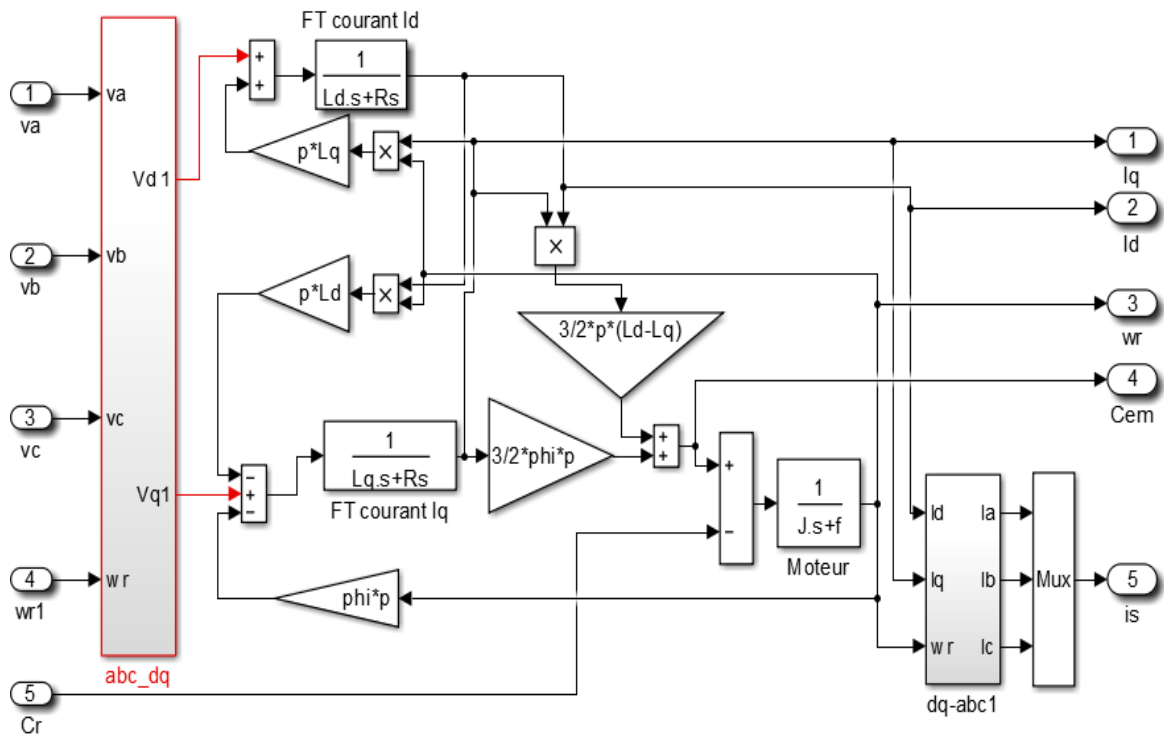 FT courant Id
1
va
va
+
+
1
Ld.s+Rs
p*Lq
×
1
Iq
Vd 1
2
Id
2
vb
vb
×
p*Ld
×
3
wr
3/2*p*(Ld-Lq)
4
Cem
3
vc
vc
1
Lq.s+Rs
FT courant Iq
3/2*phi*p
+
+
+
−
1
J.s+f
Moteur
Vq1
−
+
−
Id
Ia
Iq
Ib
Mux
5
is
wr
Ic
dq-abc1
4
wr1
wr
phi*p
abc_dq
5
Cr